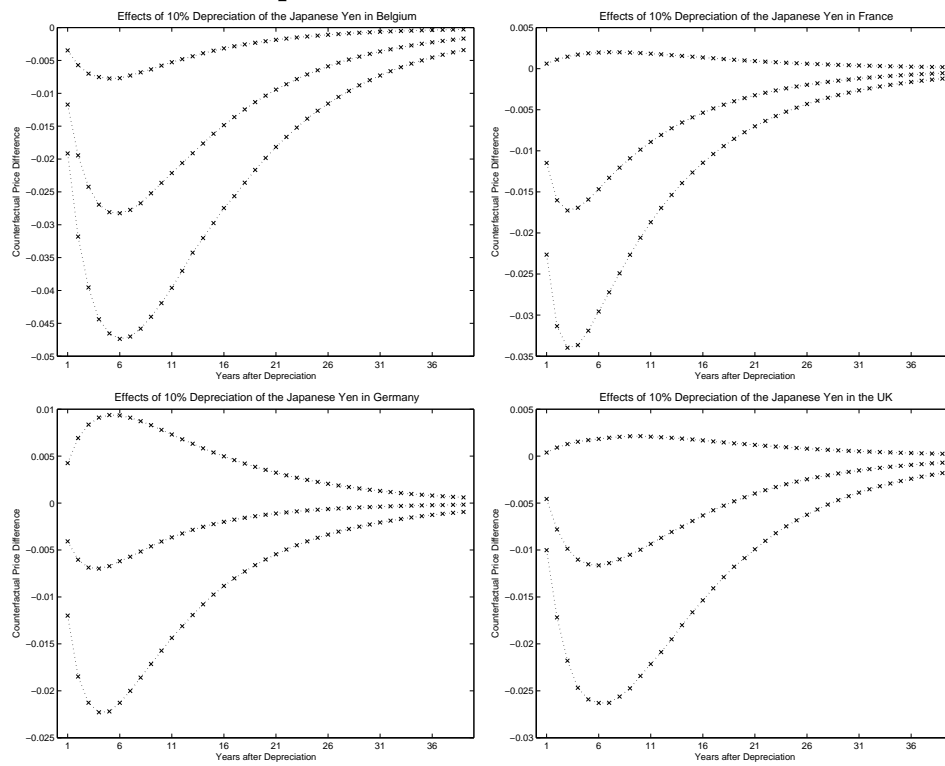 Effects of 10% Depreciation of the Japanese Yen in Belgium
0
−0.005
−0.01
−0.015
−0.02
−0.025
−0.03
−0.035
−0.04
−0.045
−0.05
Counterfactual Price Difference
1 6 11 16 21 26 31 36
Years after Depreciation
Effects of 10% Depreciation of the Japanese Yen in France
0.005
0
−0.005
−0.01
−0.015
−0.02
−0.025
−0.03
−0.035
Counterfactual Price Difference
1 6 11 16 21 26 31 36
Years after Depreciation
Effects of 10% Depreciation of the Japanese Yen in Germany
0.01
0.005
0
−0.005
−0.01
−0.015
−0.02
−0.025
Counterfactual Price Difference
1 6 11 16 21 26 31 36
Years after Depreciation
Effects of 10% Depreciation of the Japanese Yen in the UK
0.005
0
−0.005
−0.01
−0.015
−0.02
−0.025
−0.03
Counterfactual Price Difference
1 6 11 16 21 26 31 36
Years after Depreciation